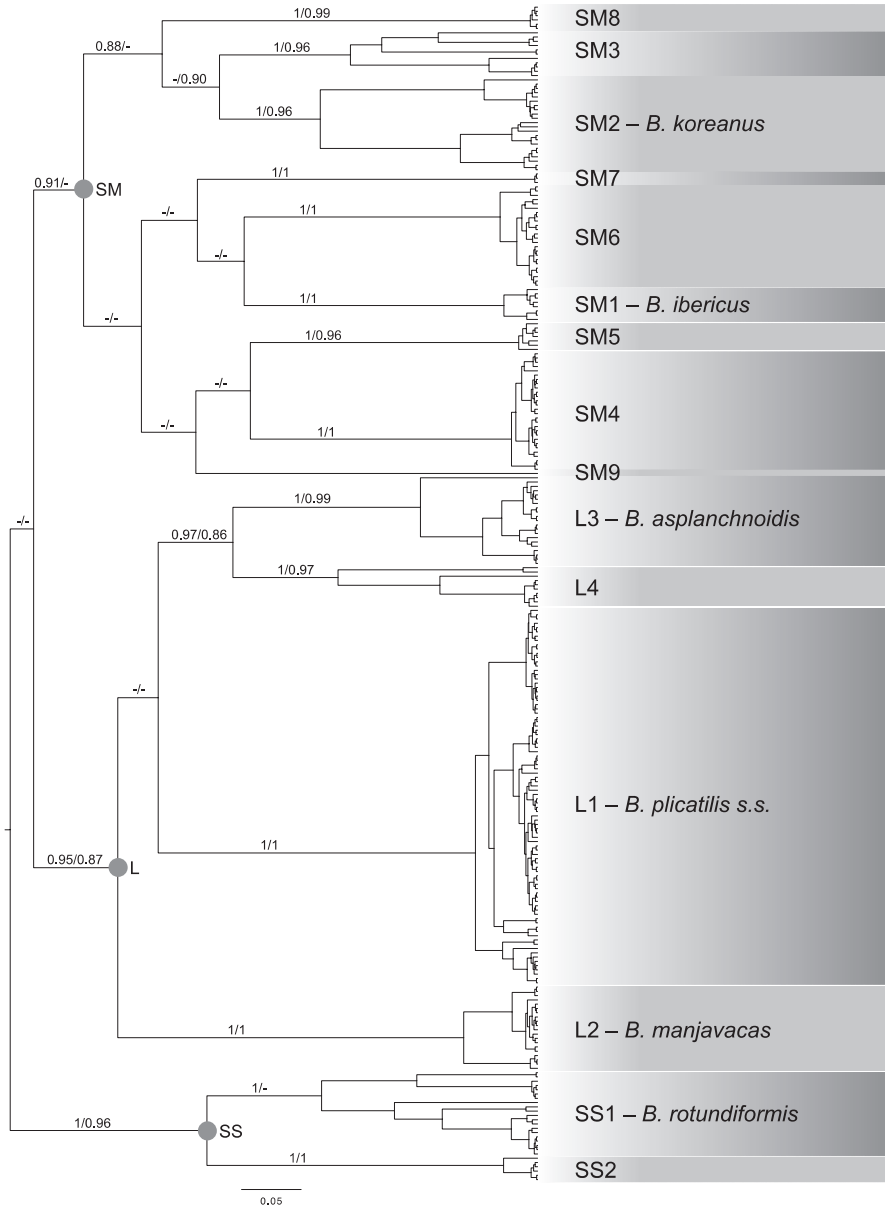 1/0.99
SM8
0.88/-
1/0.96
SM3
-/0.90
1/0.96
SM2 – B. koreanus
0.91/-
SM
1/1
SM7
-/-
1/1
SM6
-/-
1/1
SM1 – B. ibericus
-/-
1/0.96
SM5
-/-
1/1
SM4
-/-
SM9
-/-
1/0.99
L3 – B. asplanchnoidis
0.97/0.86
1/0.97
L4
-/-
1/1
L1 – B. plicatilis s.s.
0.95/0.87
L
1/1
L2 – B. manjavacas
1/-
SS1 – B. rotundiformis
1/0.96
SS
1/1
SS2
0.05